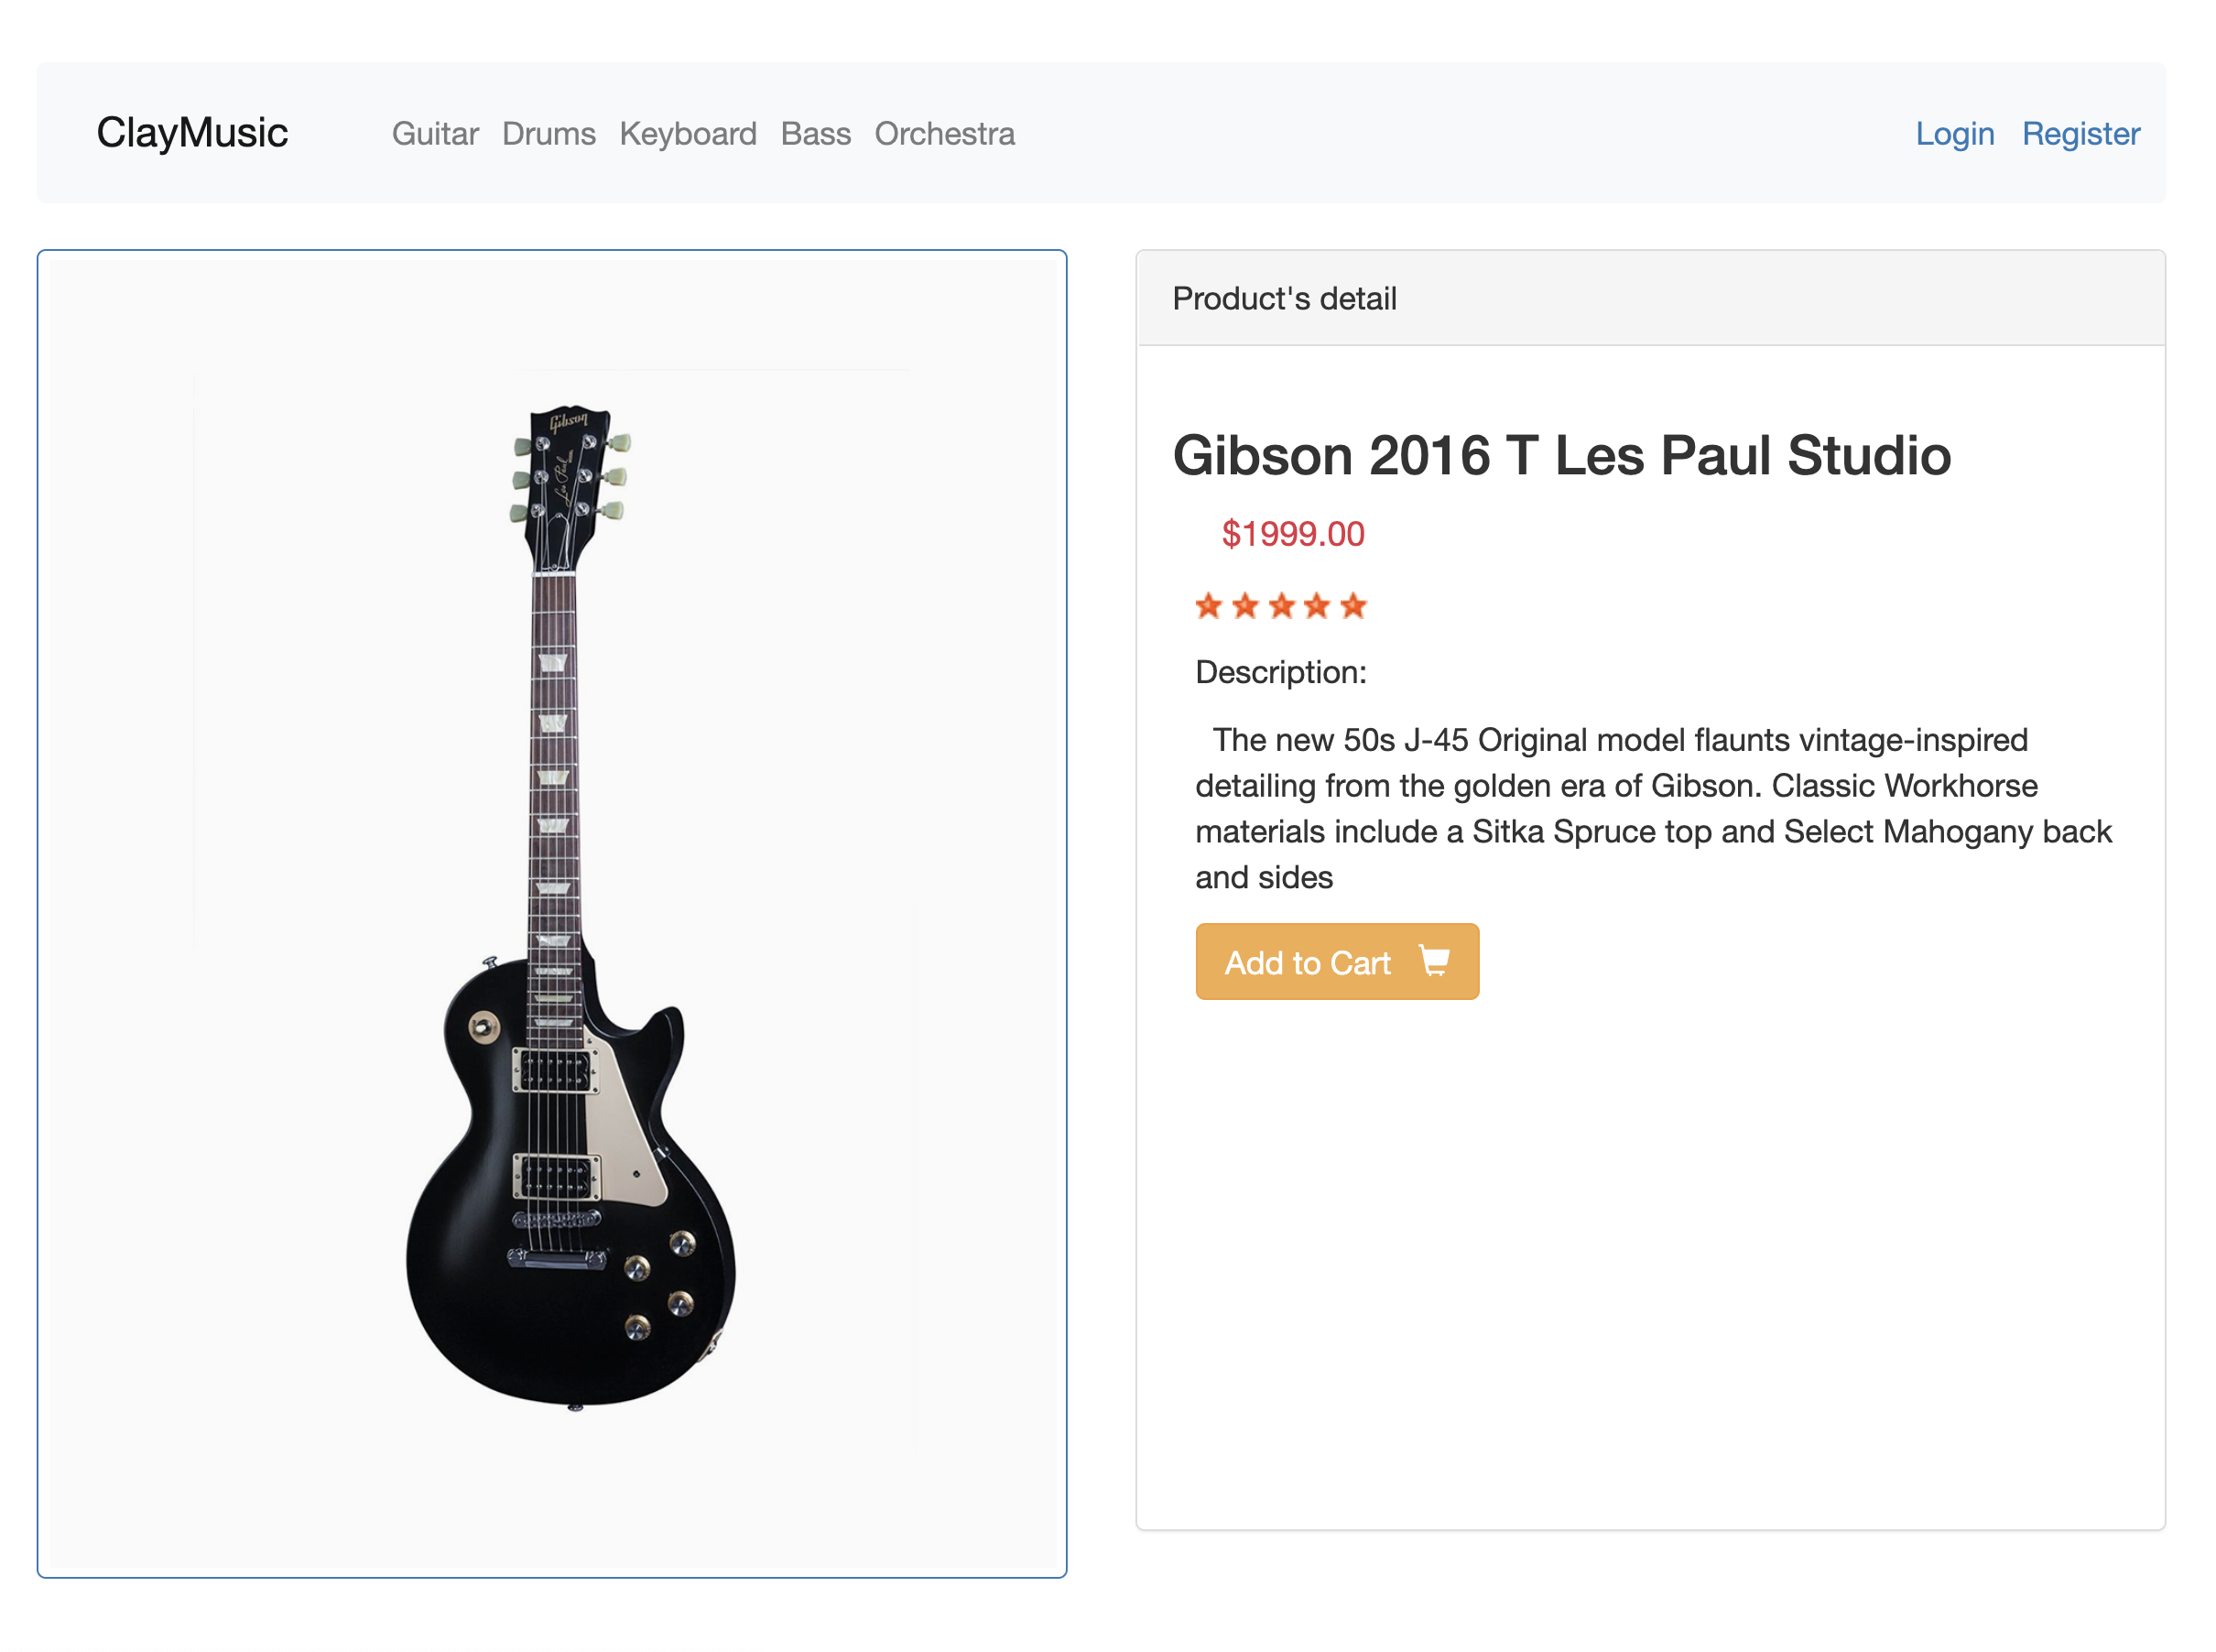 ClayMusic Guitar Drums Keyboard Bass Orchestra Login Register
Gibson
Les Paul
Product's detail
Gibson 2016 T Les Paul Studio
$1999.00
Description:
The new 50s J-45 Original model flaunts vintage-inspired
detailing from the golden era of Gibson. Classic Workhorse
materials include a Sitka Spruce top and Select Mahogany back
and sides
Add to Cart